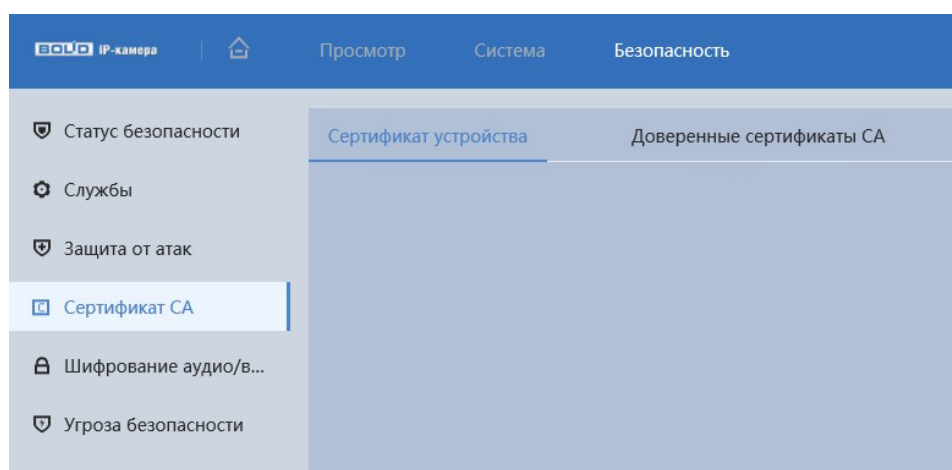 BOLID IP-камера Просмотр Система Безопасность
Статус безопасности
Сертификат устройства Доверенные сертификаты CA
Службы
Защита от атак
Сертификат CA
Шифрование аудио/в...
Угроза безопасности